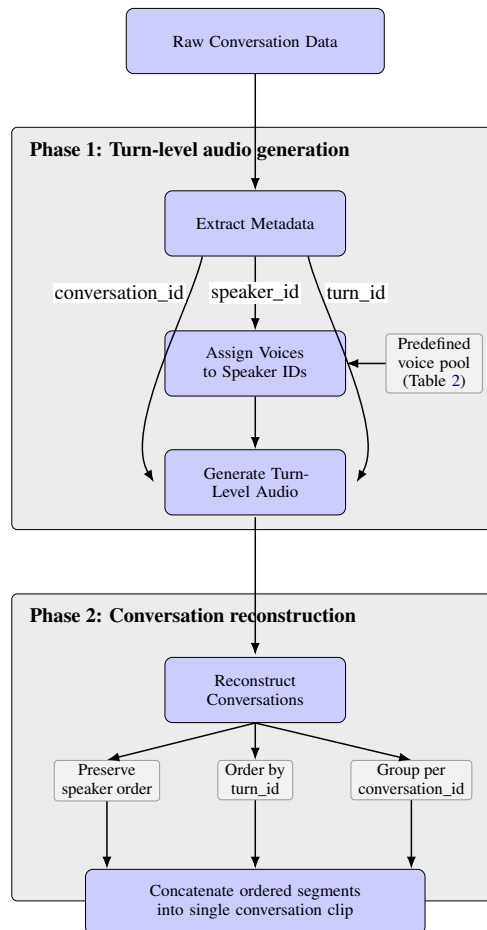 Raw Conversation Data
Phase 1: Turn-level audio generation
Extract Metadata
conversation_id
speaker_id
turn_id
Assign Voices
to Speaker IDs
Predefined
voice pool
(Table 2)
Generate Turn-
Level Audio
Phase 2: Conversation reconstruction
Reconstruct
Conversations
Preserve
speaker order
Order by
turn_id
Group per
conversation_id
Concatenate ordered segments
into single conversation clip